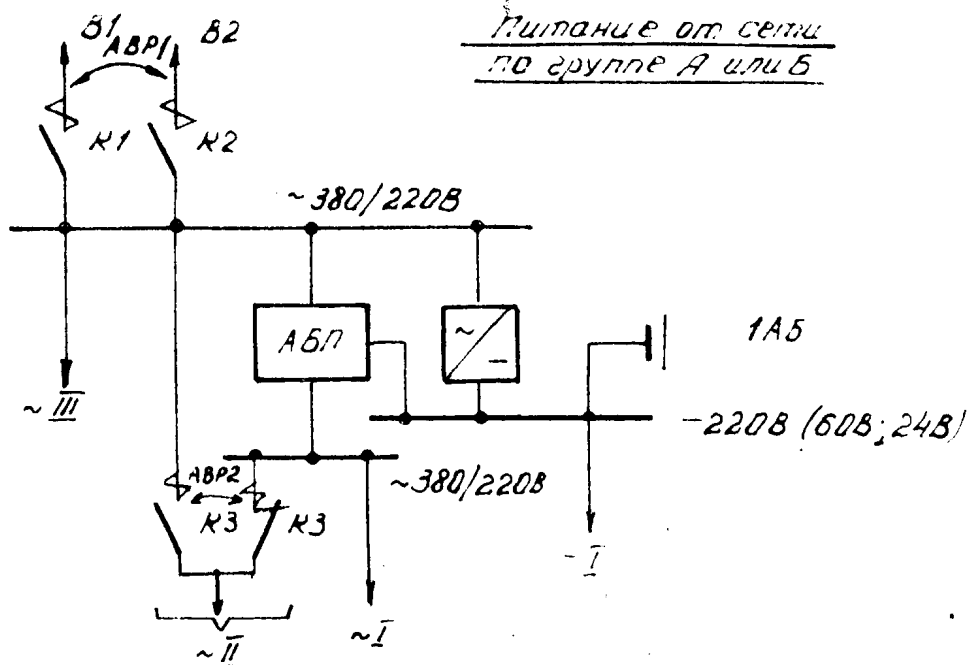 Питание от сети
по группе А или Б
В1
АВР1
В2
К1
К2
~380/220В
АБП
~
–
1АБ
~III
–220В (60В; 24В)
АВР2
~380/220В
К3
К3
–I
~I
~II